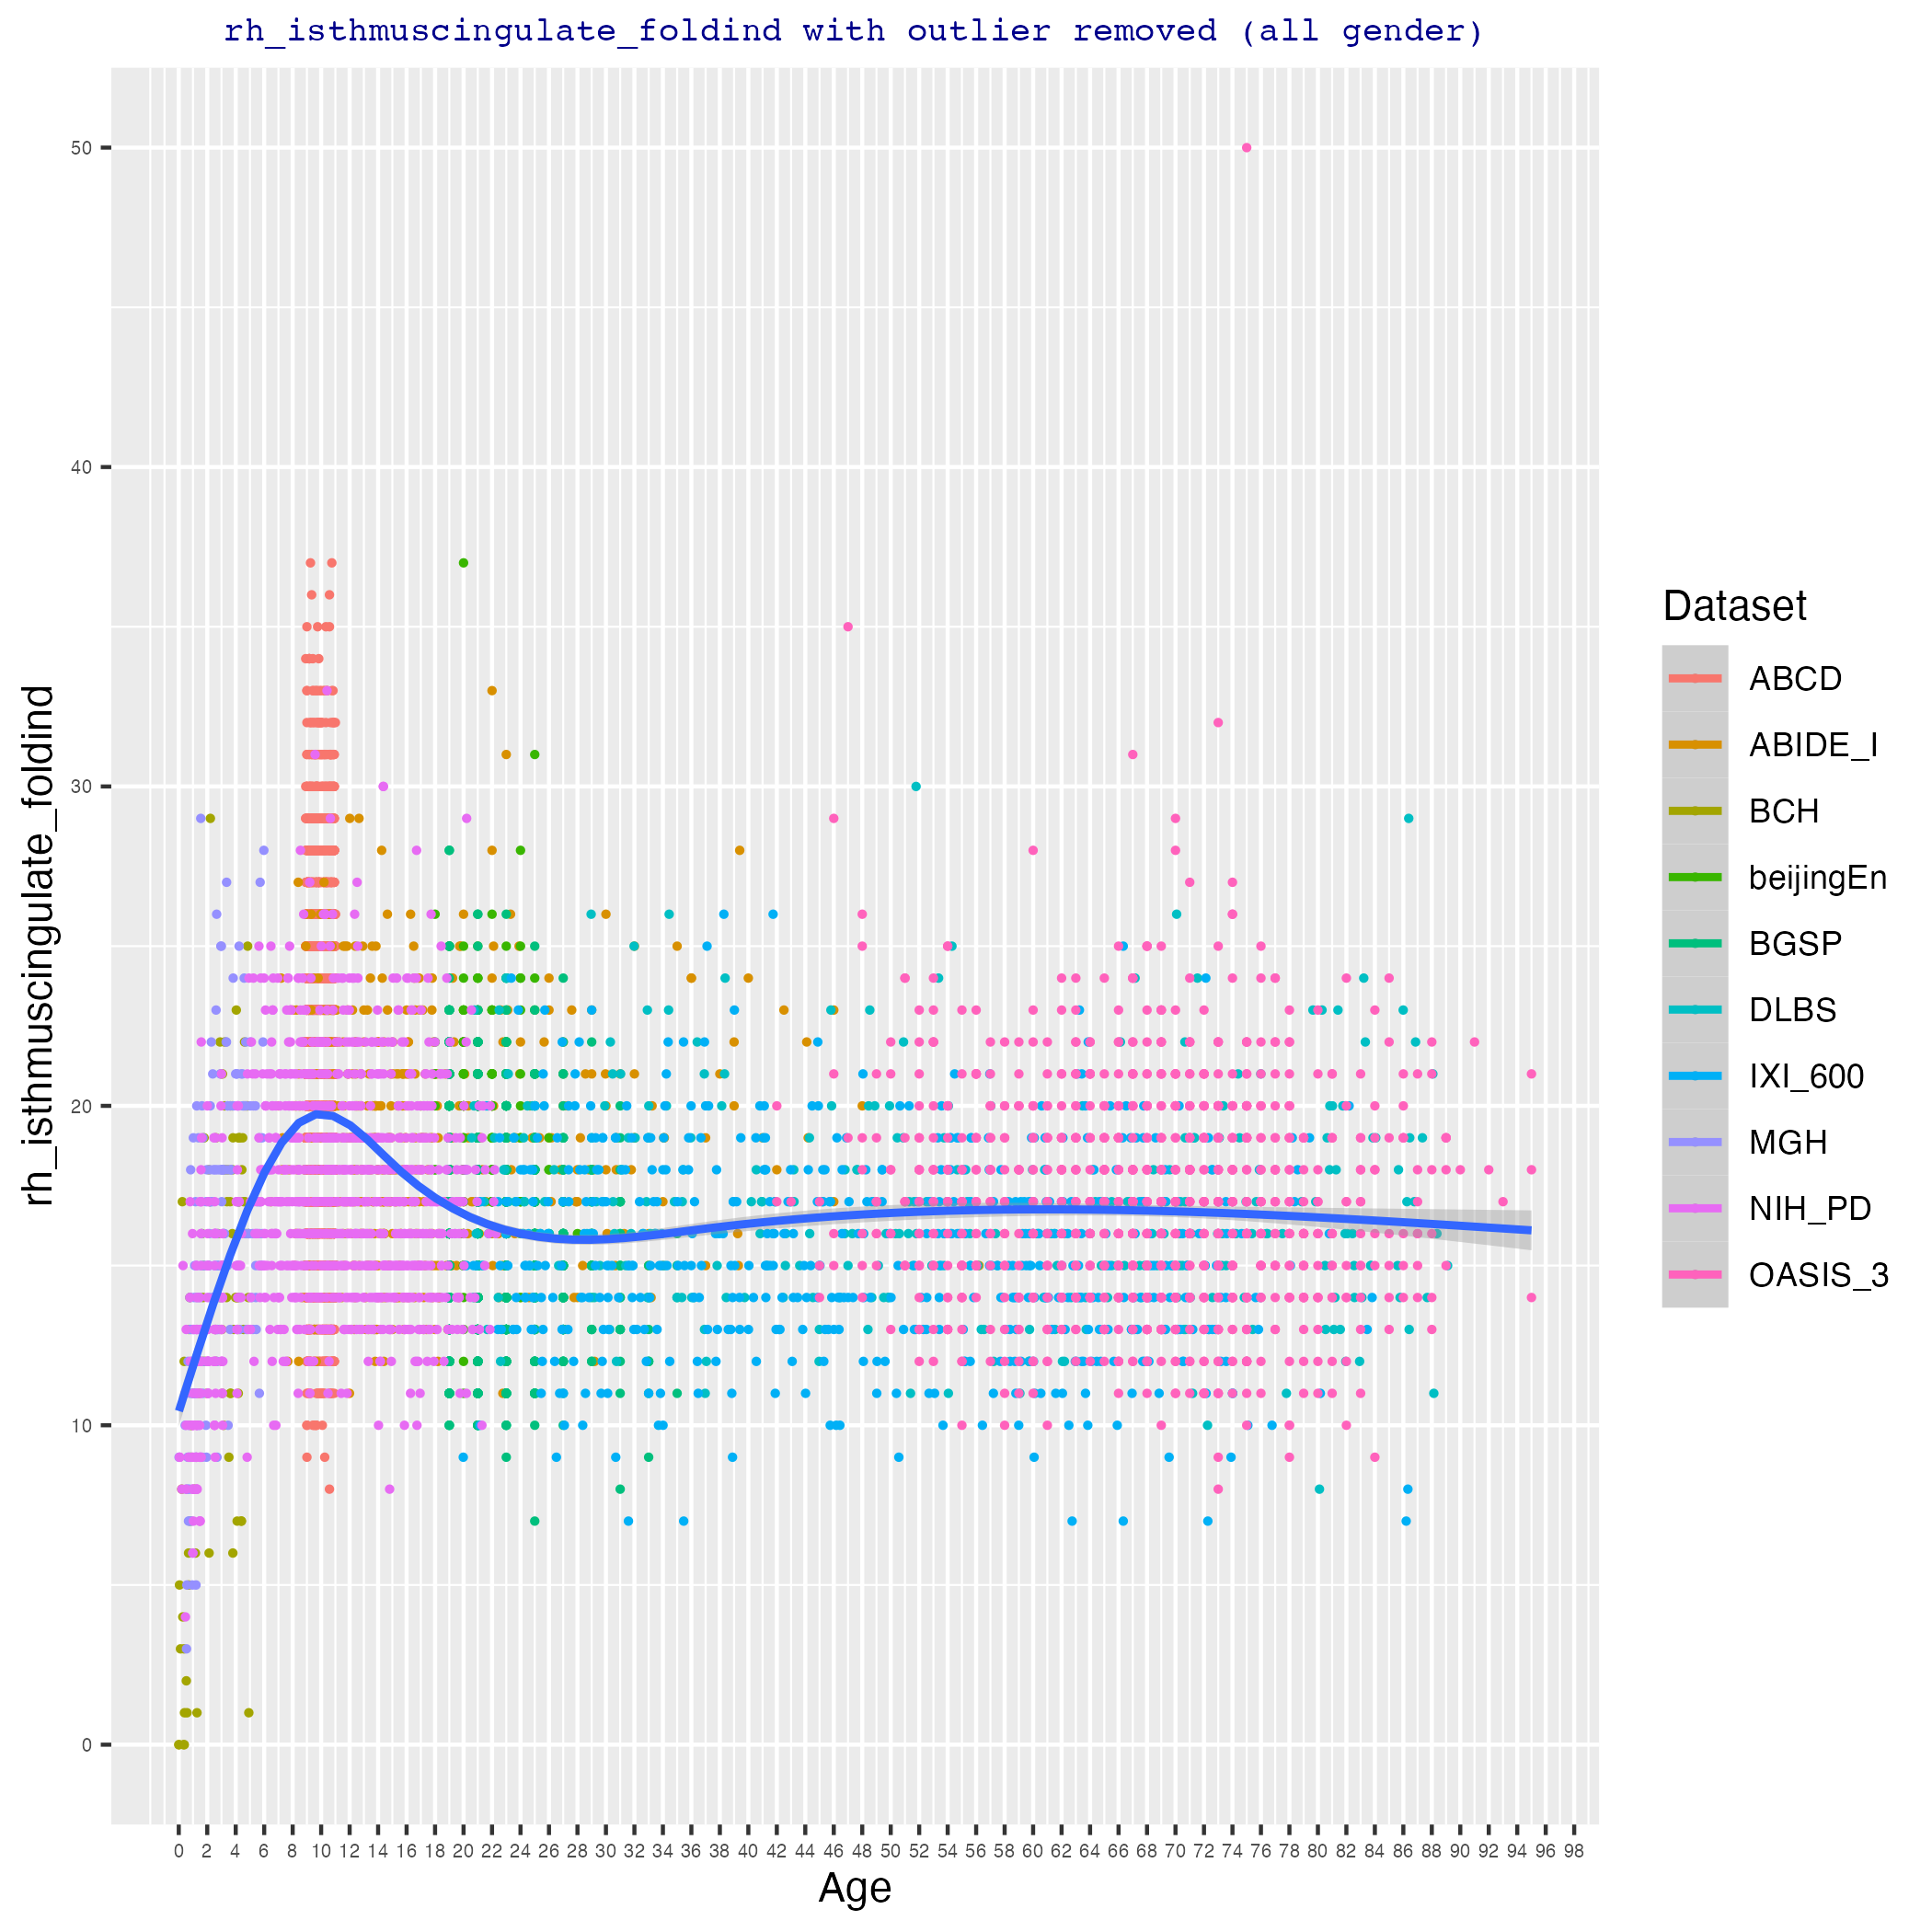 rh_isthmuscingulate_foldind with outlier removed (all gender)
rh_isthmuscingulate_foldind
50
40
30
20
10
0
0 2 4 6 8 10 12 14 16 18 20 22 24 26 28 30 32 34 36 38 40 42 44 46 48 50 52 54 56 58 60 62 64 66 68 70 72 74 76 78 80 82 84 86 88 90 92 94 96 98
Age
Dataset
ABCD
ABIDE_I
BCH
beijingEn
BGSP
DLBS
IXI_600
MGH
NIH_PD
OASIS_3